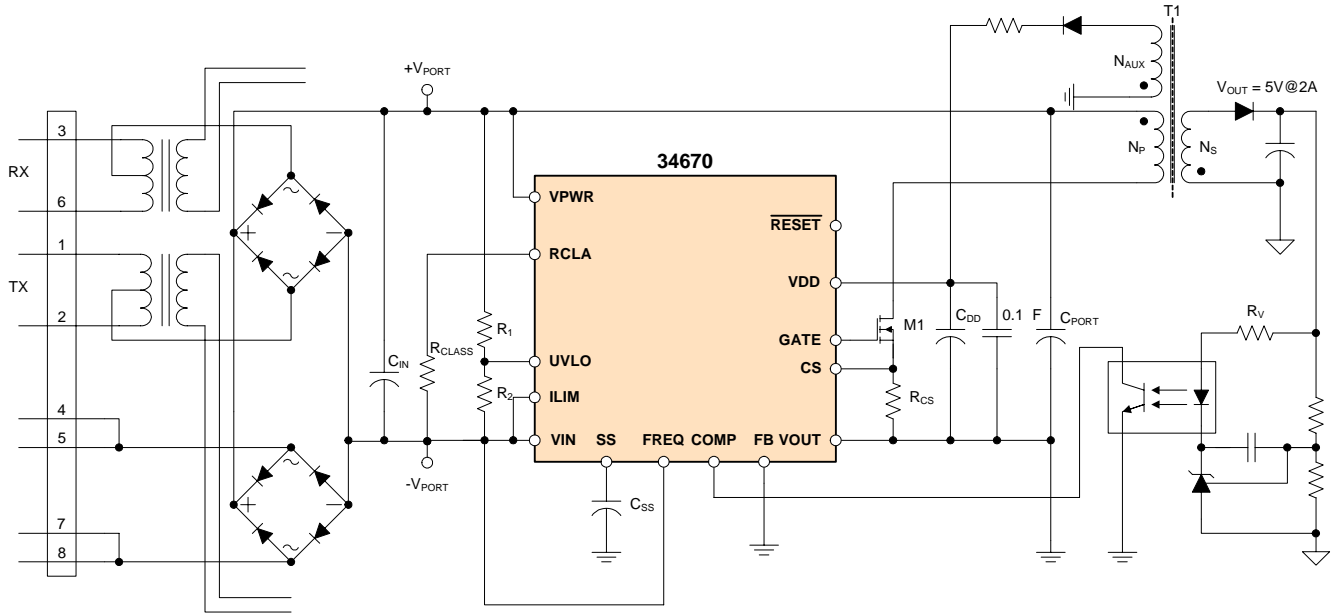 T1
+VPORT
NAUX
VOUT = 5V@2A
3
RX
6
1
TX
2
4
5
7
8
NP
NS
34670
VPWR
RCLA
UVLO
ILIM
VIN
SS
FREQ
COMP
FB
VOUT
RESET
VDD
GATE
CS
R1
R2
RCLASS
CIN
-VPORT
CSS
M1
RCS
CDD
0.1 F
CPORT
RV
+
~
~
–
+
~
~
–